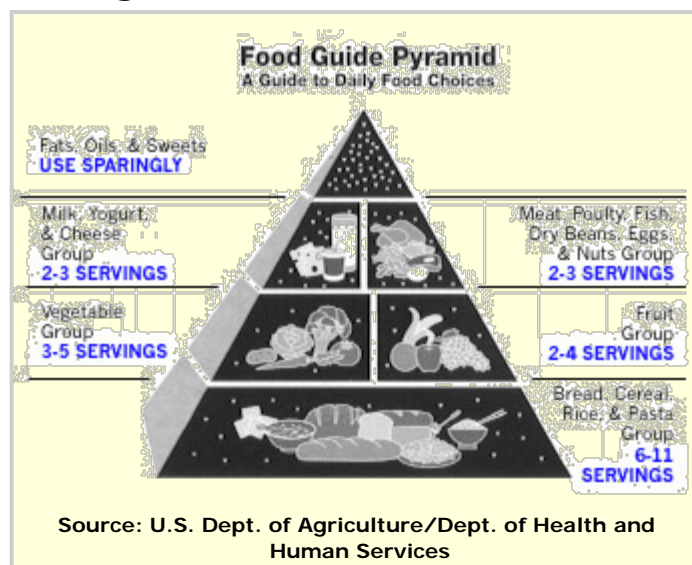 Food Guide Pyramid
A Guide to Daily Food Choices
Fats, Oils, & Sweets
USE SPARINGLY
Milk, Yogurt,
& Cheese
Group
2-3 SERVINGS
Meat, Poulty, Fish,
Dry Beans, Eggs,
& Nuts Group
2-3 SERVINGS
Vegetable
Group
3-5 SERVINGS
Fruit
Group
2-4 SERVINGS
Bread, Cereal,
Rice, & Pasta
Group
6-11
SERVINGS
Source: U.S. Dept. of Agriculture/Dept. of Health and
Human Services